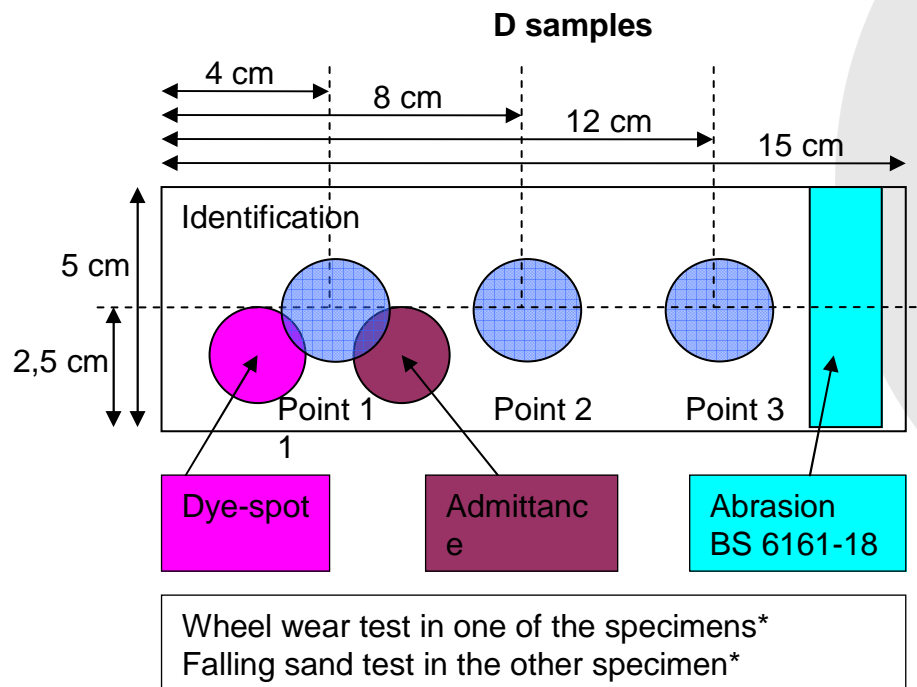 D samples
4 cm
8 cm
12 cm
15 cm
Identification
5 cm
2,5 cm
Point 1
1
Point 2
Point 3
Dye-spot
Admittanc
e
Abrasion
BS 6161-18
Wheel wear test in one of the specimens*
Falling sand test in the other specimen*